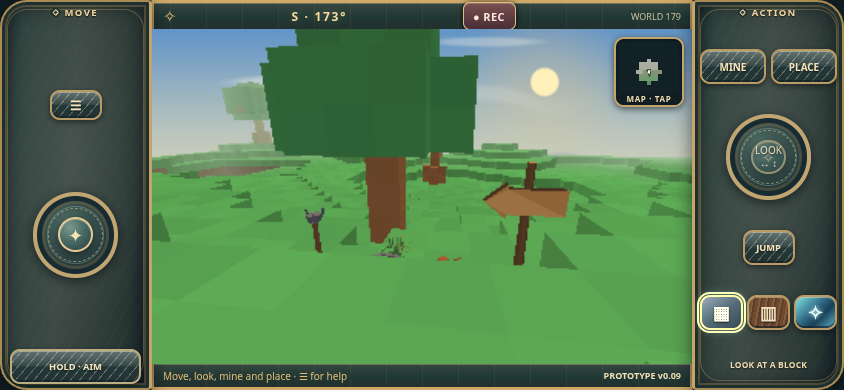 ◇ MOVE
S · 173°
● REC
WORLD 179
◇ ACTION
MINE
PLACE
MAP · TAP
LOOK
JUMP
HOLD · AIM
LOOK AT A BLOCK
Move, look, mine and place · ☰ for help
PROTOTYPE v0.09